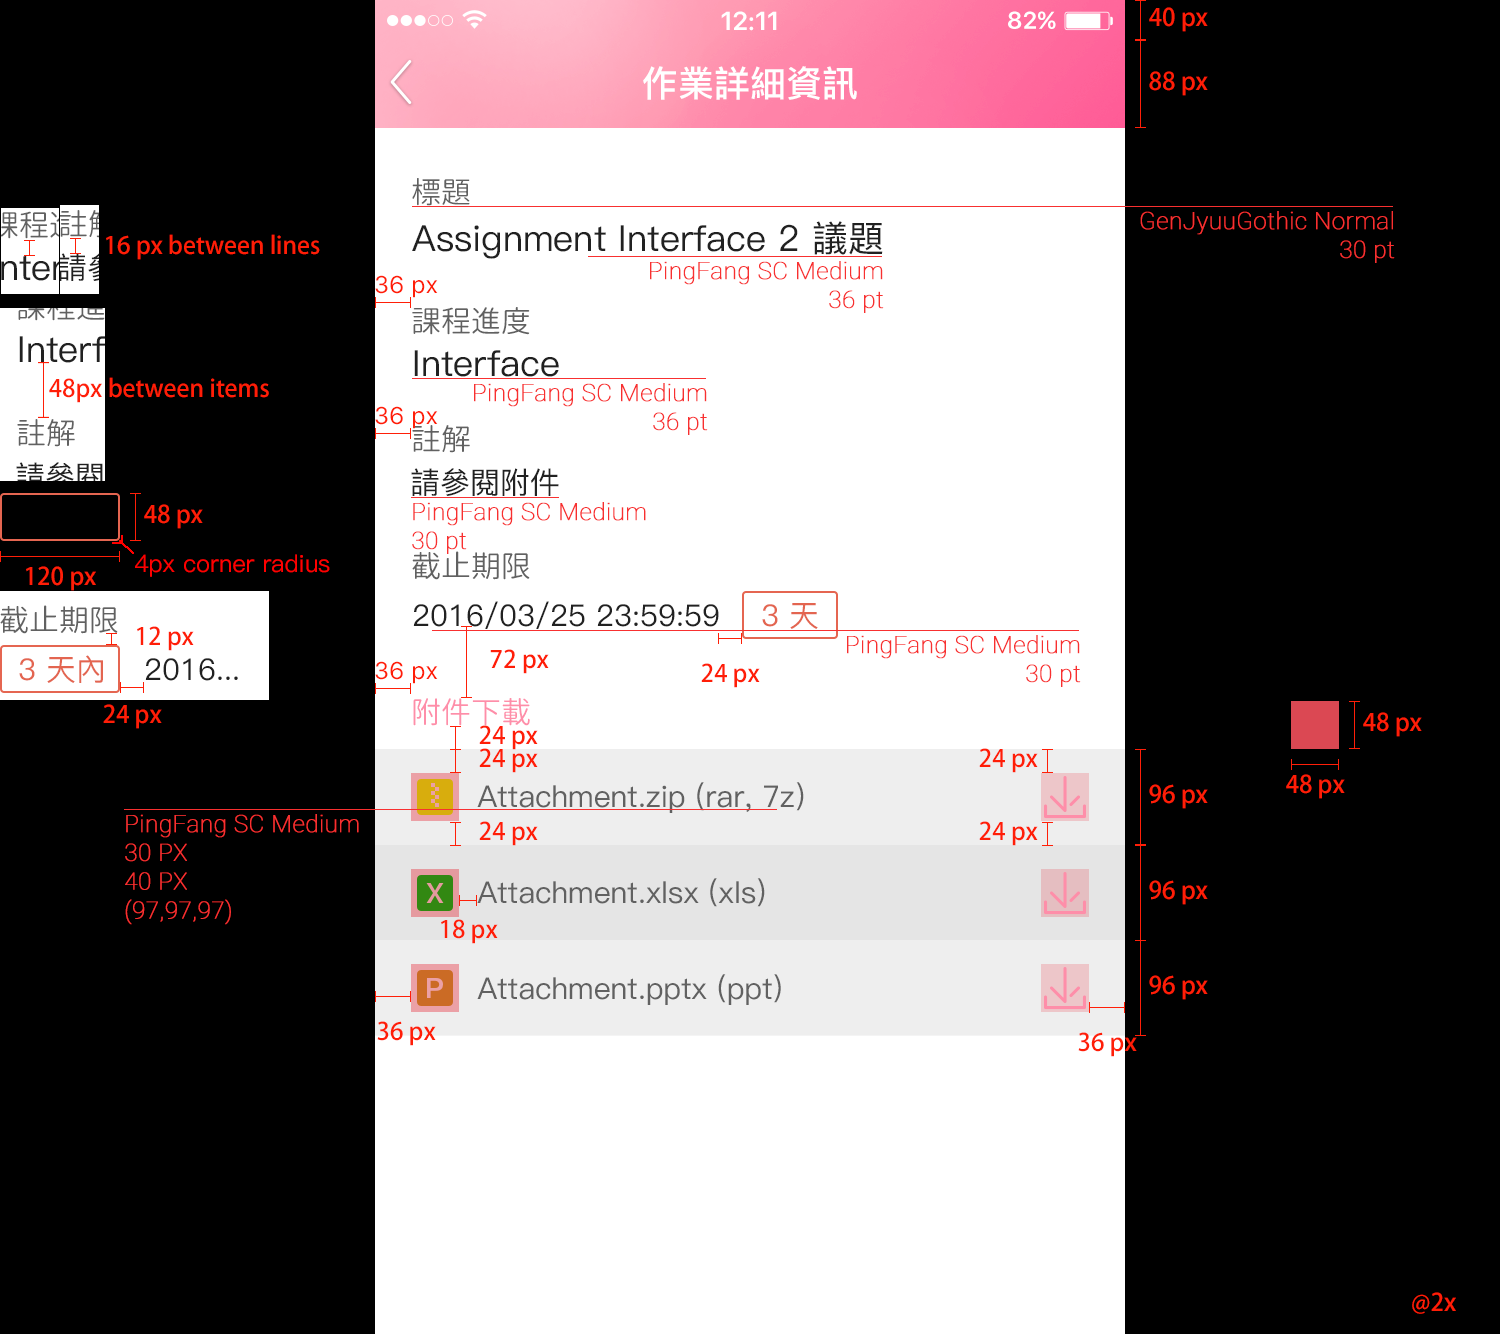 12:11
82%
40 px
作業詳細資訊
88 px
標題
GenJyuuGothic Normal
30 pt
Assignment Interface 2 議題
PingFang SC Medium
36 pt
課程進
註解
16 px between lines
nter
請參
36 px
課程進度
課程進
Interface
Interf
PingFang SC Medium
36 pt
48px between items
36 px
註解
註解
請參閱附件
請參閱
PingFang SC Medium
30 pt
48 px
4px corner radius
120 px
截止期限
截止期限
2016/03/25 23:59:59
3 天
12 px
PingFang SC Medium
30 pt
3 天內
2016...
72 px
24 px
36 px
24 px
附件下載
48 px
48 px
24 px
24 px
24 px
Attachment.zip (rar, 7z)
96 px
24 px
24 px
PingFang SC Medium
30 PX
40 PX
(97,97,97)
X
Attachment.xlsx (xls)
96 px
18 px
P
Attachment.pptx (ppt)
96 px
36 px
36 px
@2x